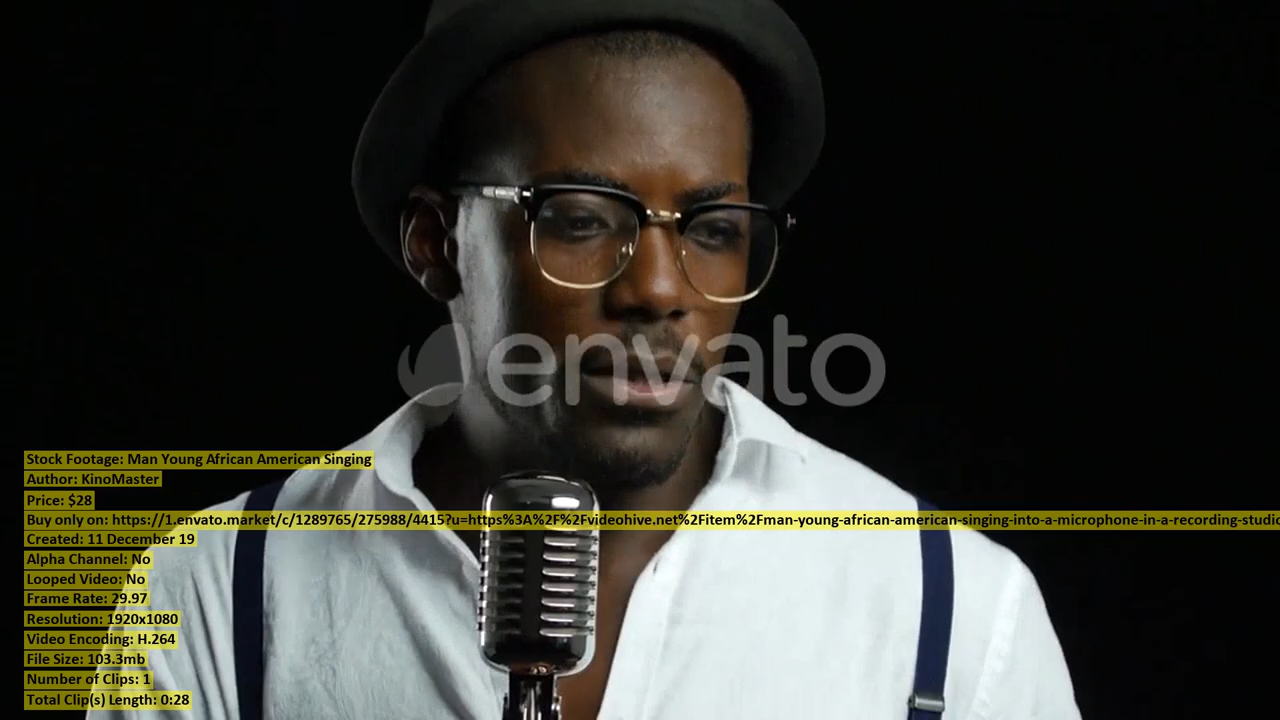 envato
Stock Footage: Man Young African American Singing
Author: KinoMaster
Price: $28
Buy only on: https://1.envato.market/c/1289765/275988/4415?u=https%3A%2F%2Fvideohive.net%2Fitem%2Fman-young-african-american-singing-into-a-microphone-in-a-recording-studio
Created: 11 December 19
Alpha Channel: No
Looped Video: No
Frame Rate: 29.97
Resolution: 1920x1080
Video Encoding: H.264
File Size: 103.3mb
Number of Clips: 1
Total Clip(s) Length: 0:28